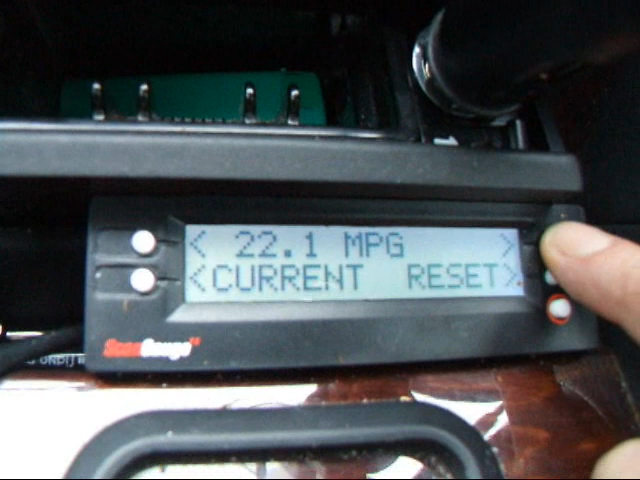 < 22.1 MPG >
<CURRENT RESET>
ScanGauge